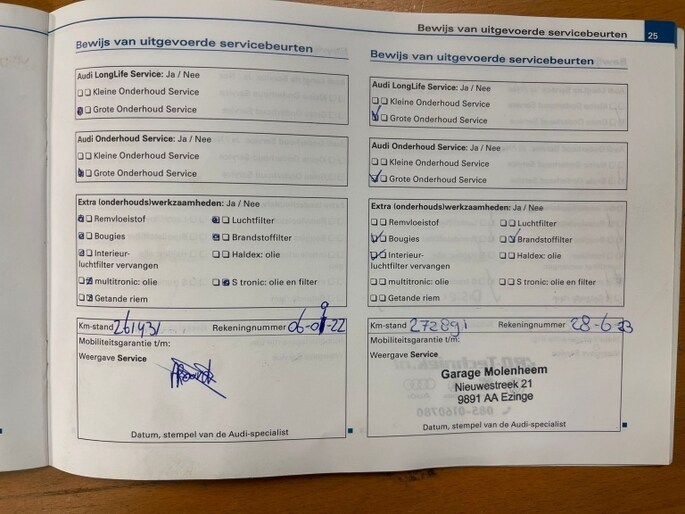 Bewijs van uitgevoerde servicebeurten 25
Bewijs van uitgevoerde servicebeurten
Audi LongLife Service: Ja / Nee
Kleine Onderhoud Service
Grote Onderhoud Service
Audi Onderhoud Service: Ja / Nee
Kleine Onderhoud Service
Grote Onderhoud Service
Extra (onderhouds)werkzaamheden: Ja / Nee
Remvloeistof Luchtfilter
Bougies Brandstoffilter
Interieur- Haldex: olie
luchtfilter vervangen
multitronic: olie S tronic: olie en filter
Getande riem
Km-stand 261431 Rekeningnummer 06-09-22
Mobiliteitsgarantie t/m:
Weergave Service
Datum, stempel van de Audi-specialist
Bewijs van uitgevoerde servicebeurten
Audi LongLife Service: Ja / Nee
Kleine Onderhoud Service
Grote Onderhoud Service
Audi Onderhoud Service: Ja / Nee
Kleine Onderhoud Service
Grote Onderhoud Service
Extra (onderhouds)werkzaamheden: Ja / Nee
Remvloeistof Luchtfilter
Bougies Brandstoffilter
Interieur- Haldex: olie
luchtfilter vervangen
multitronic: olie S tronic: olie en filter
Getande riem
Km-stand 272891 Rekeningnummer 28-6-23
Mobiliteitsgarantie t/m:
Weergave Service
Garage Molenheem
Nieuwestreek 21
9891 AA Ezinge
085-0160780
Datum, stempel van de Audi-specialist